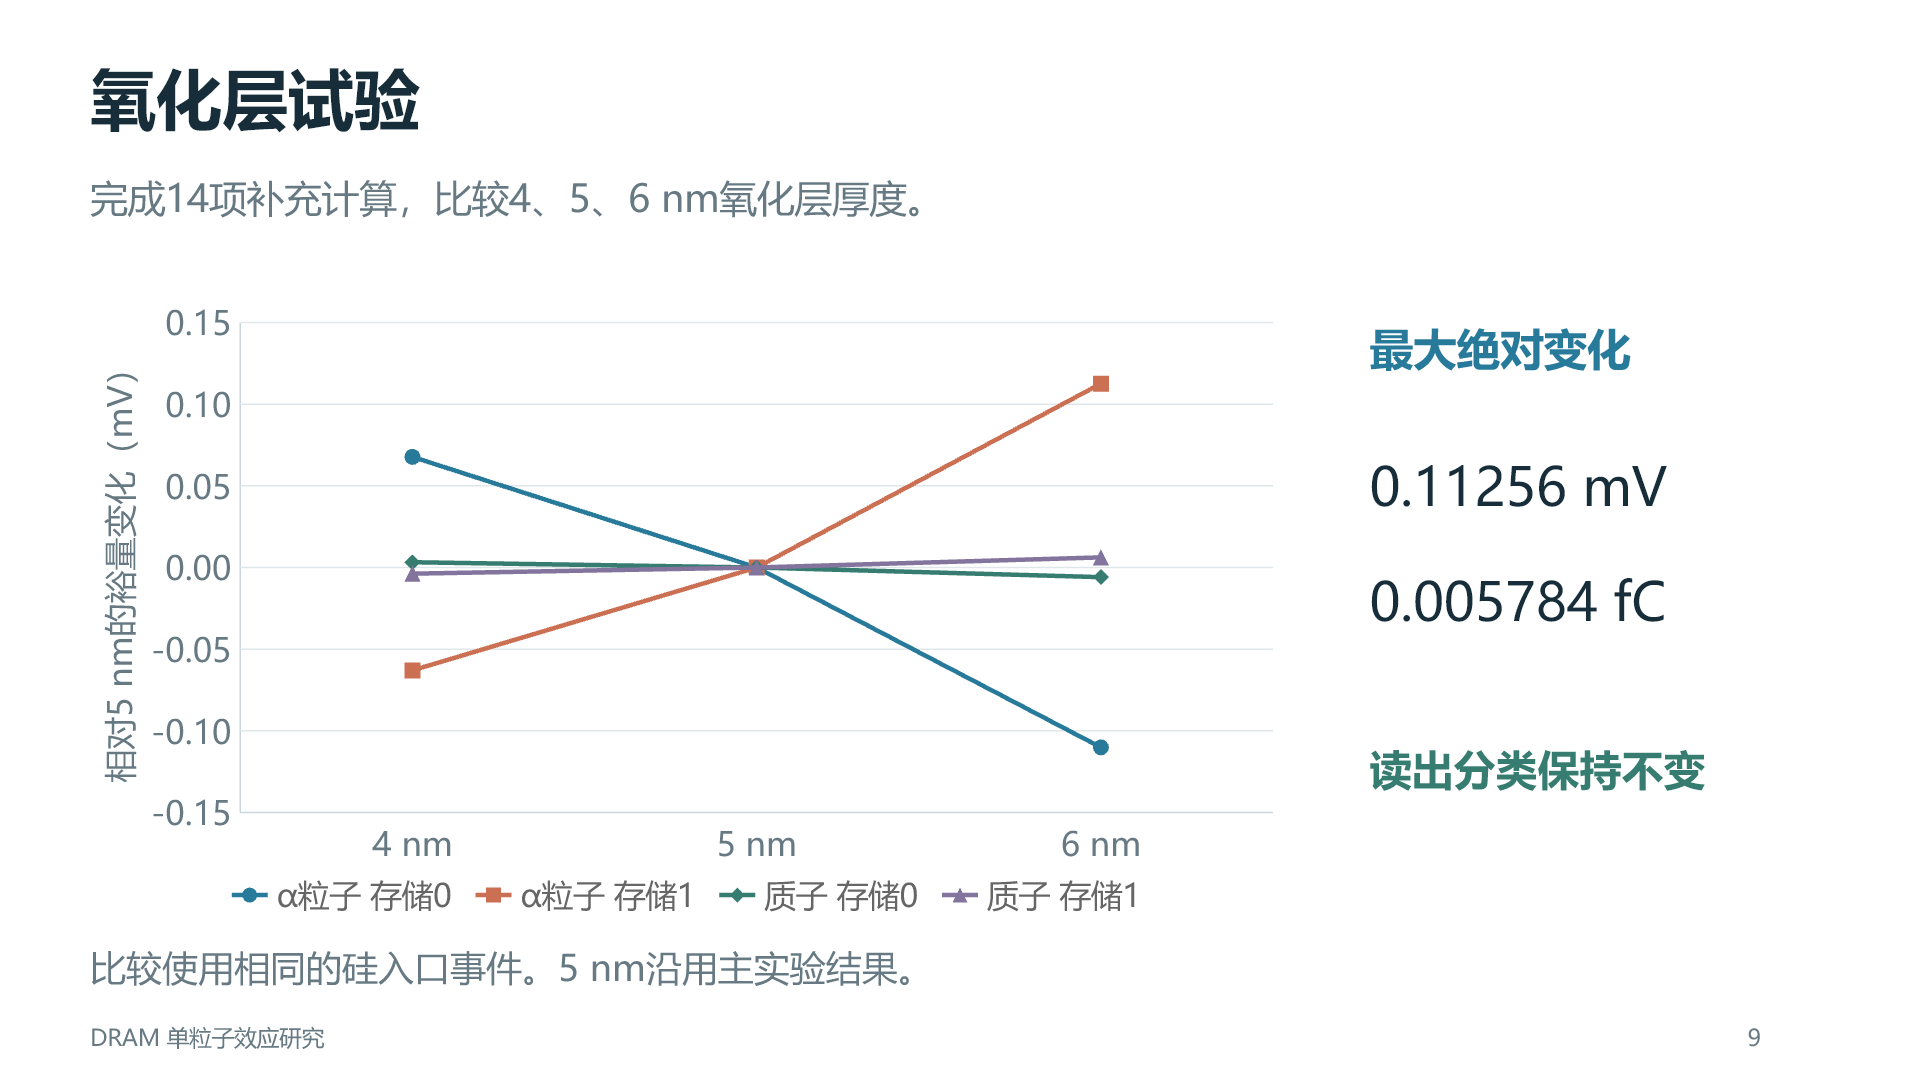 氧化层试验
完成14项补充计算，比较4、5、6 nm氧化层厚度。
相对5 nm的裕量变化（mV）
0.15
0.10
0.05
0.00
-0.05
-0.10
-0.15
4 nm 5 nm 6 nm
α粒子 存储0 α粒子 存储1 质子 存储0 质子 存储1
最大绝对变化
0.11256 mV
0.005784 fC
读出分类保持不变
比较使用相同的硅入口事件。5 nm沿用主实验结果。
DRAM 单粒子效应研究
9